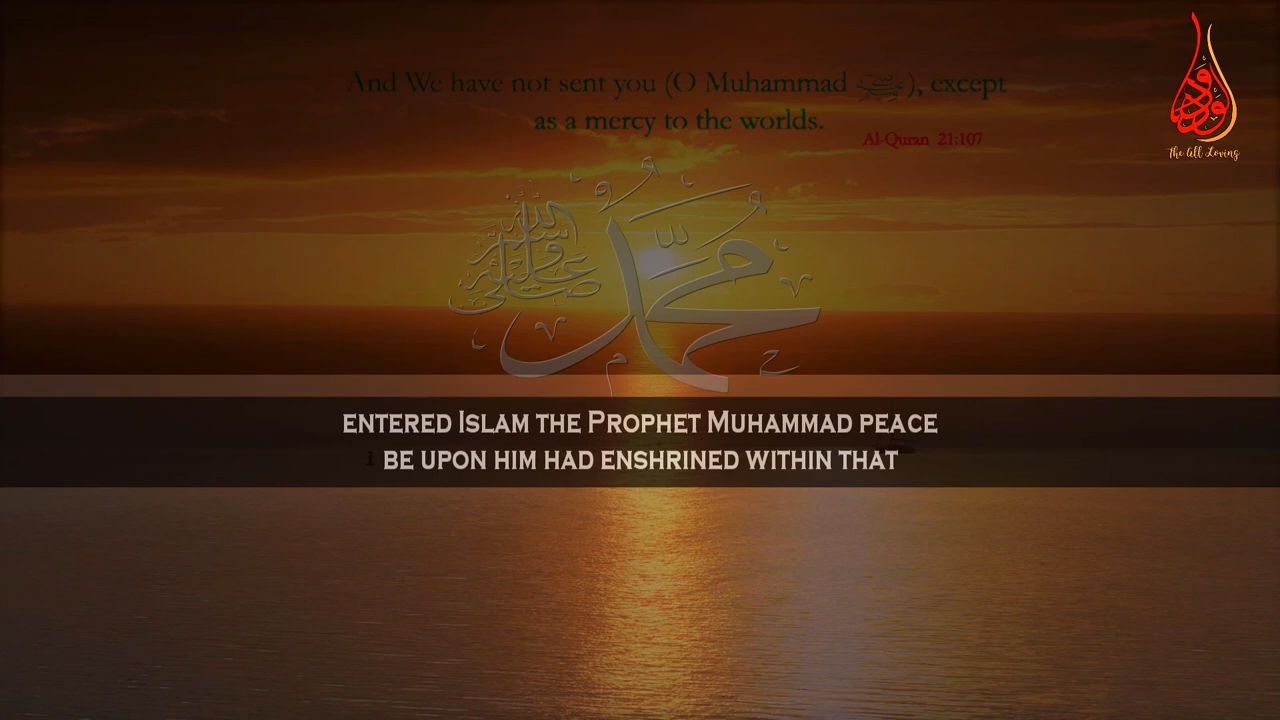 And We have not sent you (O Muhammad ﷺ), except
as a mercy to the worlds.
Al-Quran 21:107
الودود
The All Loving
محمد
صلى الله عليه وسلم
ENTERED ISLAM THE PROPHET MUHAMMAD PEACE
BE UPON HIM HAD ENSHRINED WITHIN THAT